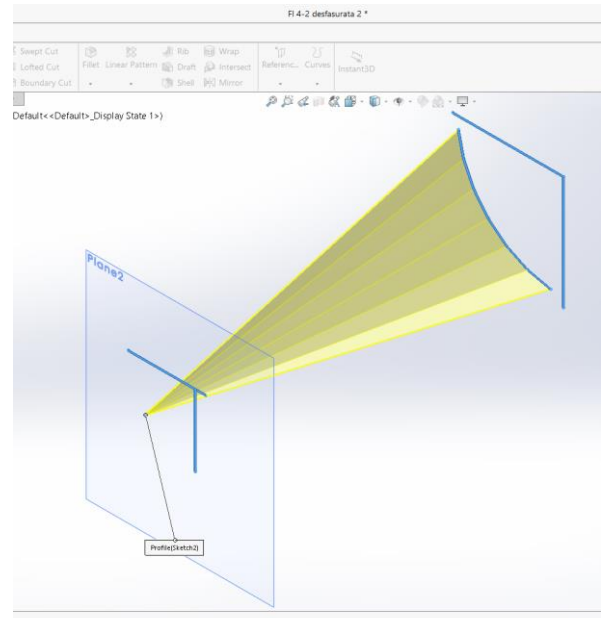 FI 4-2 desfasurata 2 *
Swept Cut
Lofted Cut
Boundary Cut
Fillet
Linear Pattern
Rib
Draft
Shell
Wrap
Intersect
Mirror
Referenc...
Curves
Instant3D
Default<<Default>_Display State 1>)
Plane2
Profile(Sketch2)